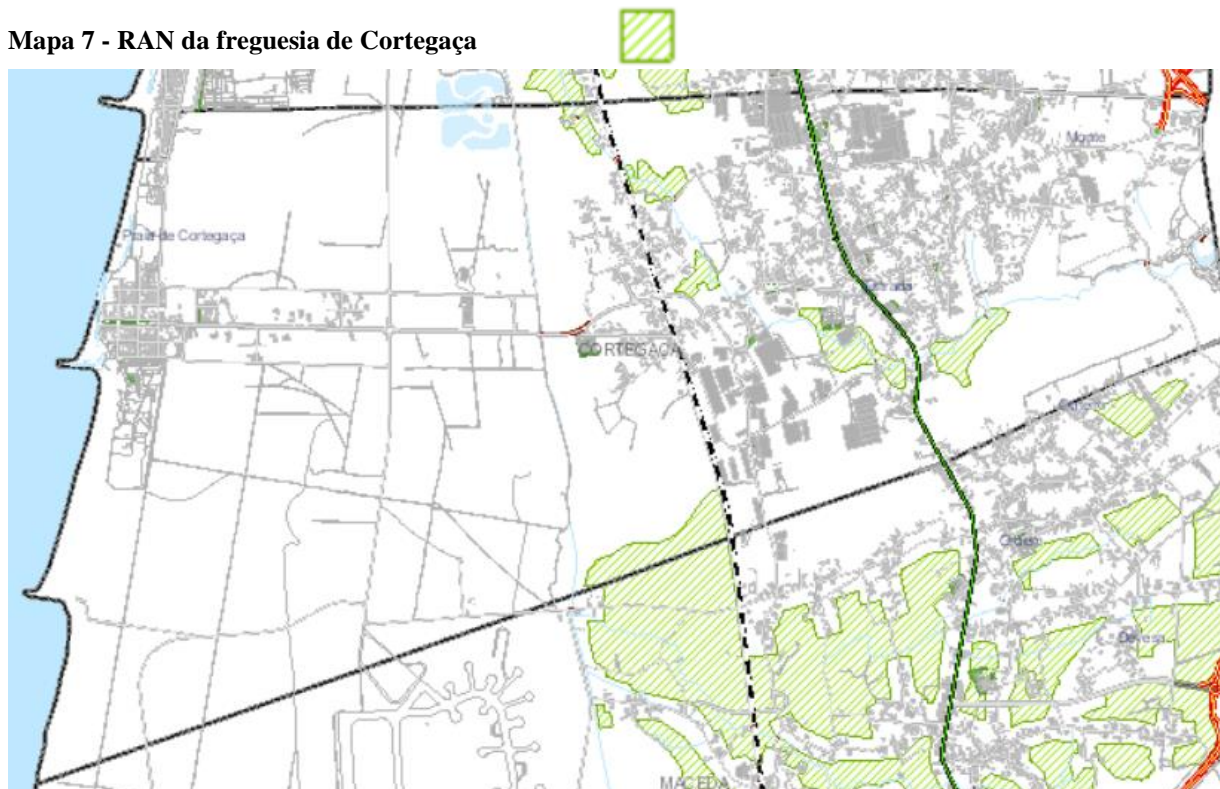 Mapa 7 - RAN da freguesia de Cortegaça
Monte
Praia de Cortegaça
CORTEGAÇA
Devesa
MACEDA